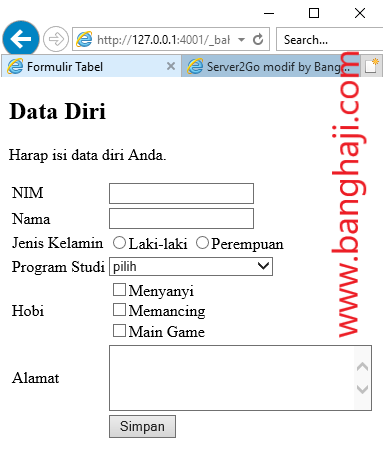 http://127.0.0.1:4001/_bal
Search...
Formulir Tabel
Server2Go modif by Bang...
Data Diri
Harap isi data diri Anda.
NIM
Nama
Jenis Kelamin Laki-laki Perempuan
Program Studi pilih
Menyanyi
Hobi Memancing
Main Game
Alamat
Simpan
www.banghaji.com